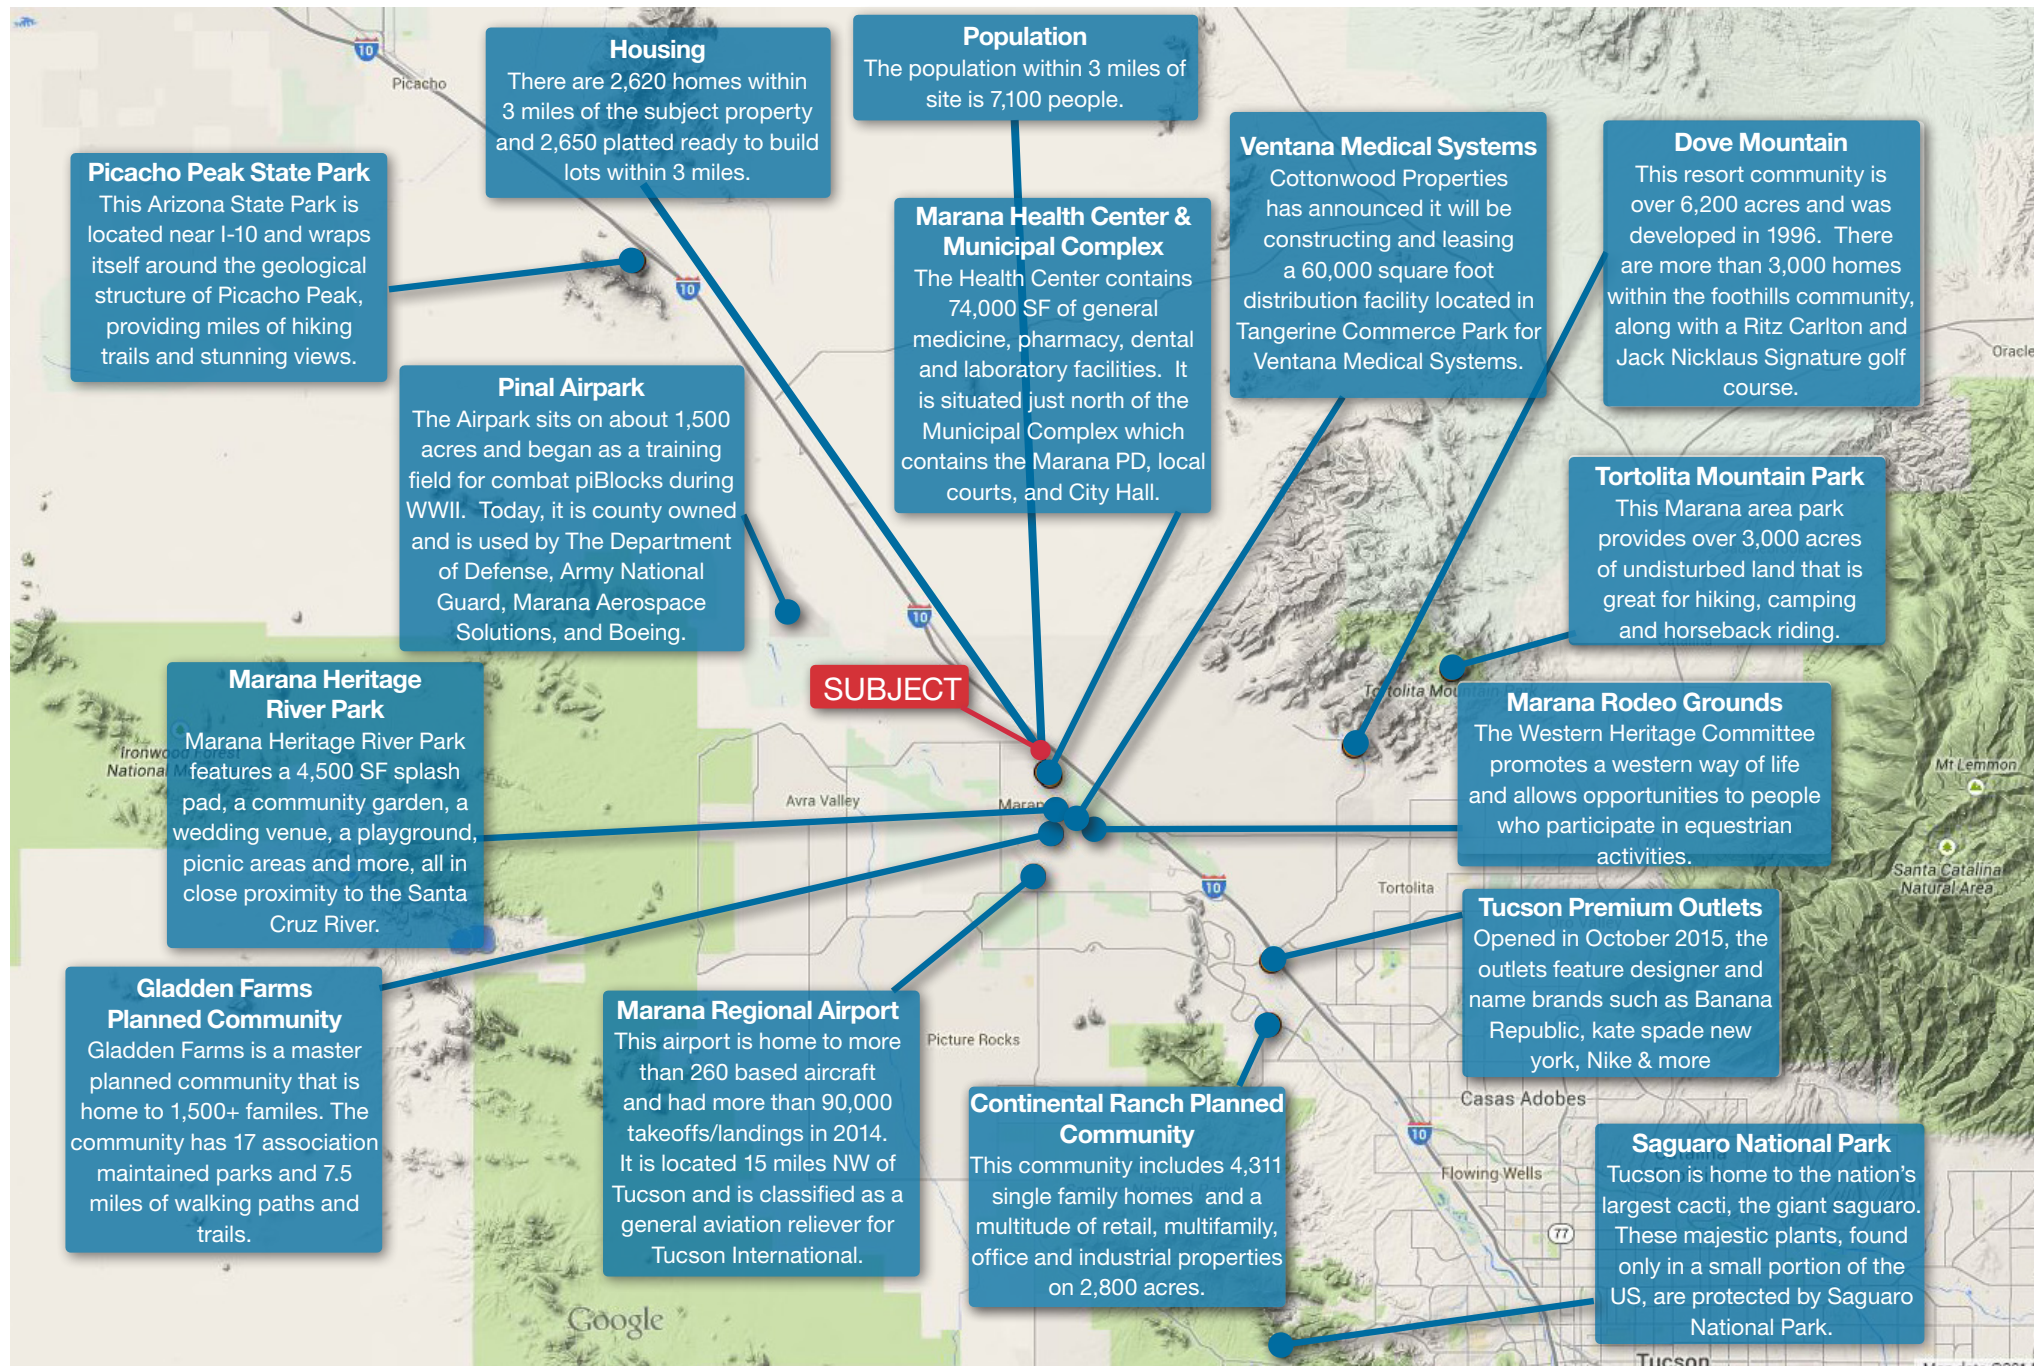 10
Picacho
Housing
There are 2,620 homes within
3 miles of the subject property
and 2,650 platted ready to build
lots within 3 miles.
Population
The population within 3 miles of
site is 7,100 people.
Ventana Medical Systems
Cottonwood Properties
has announced it will be
constructing and leasing
a 60,000 square foot
distribution facility located in
Tangerine Commerce Park for
Ventana Medical Systems.
Dove Mountain
This resort community is
over 6,200 acres and was
developed in 1996.  There
are more than 3,000 homes
within the foothills community,
along with a Ritz Carlton and
Jack Nicklaus Signature golf
course.
Picacho Peak State Park
This Arizona State Park is
located near I-10 and wraps
itself around the geological
structure of Picacho Peak,
providing miles of hiking
trails and stunning views.
10
Marana Health Center &
Municipal Complex
The Health Center contains
74,000 SF of general
medicine, pharmacy, dental
and laboratory facilities.  It
is situated just north of the
Municipal Complex which
contains the Marana PD, local
courts, and City Hall.
Oracle
Pinal Airpark
The Airpark sits on about 1,500
acres and began as a training
field for combat piBlocks during
WWII.  Today, it is county owned
and is used by The Department
of Defense, Army National
Guard, Marana Aerospace
Solutions, and Boeing.
10
Tortolita Mountain Park
This Marana area park
provides over 3,000 acres
of undisturbed land that is
great for hiking, camping
and horseback riding.
SUBJECT
Tortolita Mountain Park
Marana Heritage
River Park
Marana Heritage River Park
features a 4,500 SF splash
pad, a community garden, a
wedding venue, a playground,
picnic areas and more, all in
close proximity to the Santa
Cruz River.
Ironwood Forest
National
Marana Rodeo Grounds
The Western Heritage Committee
promotes a western way of life
and allows opportunities to people
who participate in equestrian
activities.
Mt Lemmon
Avra Valley
Marana
10
Tortolita
Santa Catalina
Natural Area
Tucson Premium Outlets
Opened in October 2015, the
outlets feature designer and
name brands such as Banana
Republic, kate spade new
york, Nike & more
Gladden Farms
Planned Community
Gladden Farms is a master
planned community that is
home to 1,500+ familes. The
community has 17 association
maintained parks and 7.5
miles of walking paths and
trails.
Marana Regional Airport
This airport is home to more
than 260 based aircraft
and had more than 90,000
takeoffs/landings in 2014.
It is located 15 miles NW of
Tucson and is classified as a
general aviation reliever for
Tucson International.
Picture Rocks
Continental Ranch Planned
Community
This community includes 4,311
single family homes  and a
multitude of retail, multifamily,
office and industrial properties
on 2,800 acres.
Casas Adobes
10
Flowing Wells
77
Saguaro National Park
Tucson is home to the nation's
largest cacti, the giant saguaro.
These majestic plants, found
only in a small portion of the
US, are protected by Saguaro
National Park.
Google
Tucson